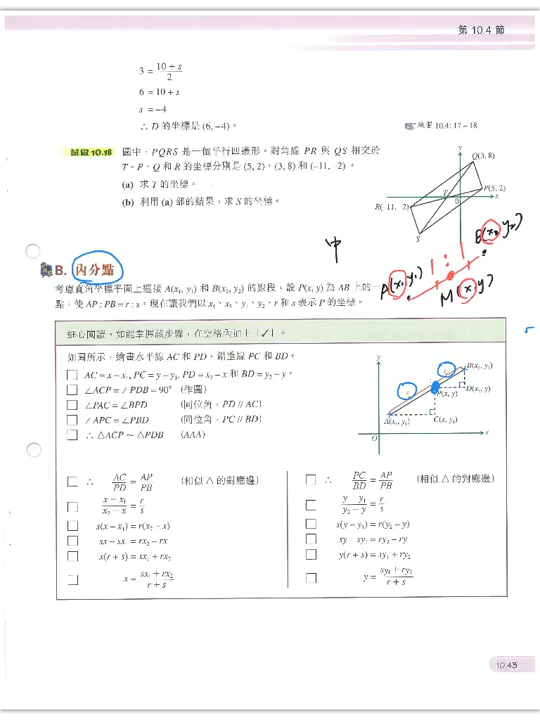 第 10.4 節
3 = (10 + s)/2
6 = 10 + s
s = −4
∴ D 的坐標是 (6, −4)。
練習 10.4: 17 – 18
試做 10.18 圖中，PQRS 是一個平行四邊形。對角線 PR 與 QS 相交於
T。P、Q 和 R 的坐標分別是 (5, 2)、(3, 8) 和 (−11, −2)。
(a) 求 T 的坐標。
(b) 利用 (a) 部的結果，求 S 的坐標。
y
Q(3, 8)
P(5, 2)
T
x
R(−11, −2)
S
中
A(x₁ y₁)
1 : 1
M(x y)
B(x₂ y₂)
B. 內分點
考慮直角坐標平面上連接 A(x₁, y₁) 和 B(x₂, y₂) 的線段。設 P(x, y) 為 AB 上的一
點，使 AP : PB = r : s，現在讓我們以 x₁、x₂、y₁、y₂、r 和 s 表示 P 的坐標。
細心閱讀。如能掌握該步驟，在空格內加上「✓」。
如圖所示，繪畫水平線 AC 和 PD，鉛垂線 PC 和 BD。
□ AC = x − x₁, PC = y − y₁, PD = x₂ − x 和 BD = y₂ − y。
□ ∠ACP = ∠PDB = 90° (作圖)
□ ∠PAC = ∠BPD (同位角，PD // AC)
□ ∠APC = ∠PBD (同位角，PC // BD)
□ ∴ △ACP ~ △PDB (AAA)
y
B(x₂, y₂)
P(x, y)
D(x₂, y)
A(x₁, y₁)
C(x, y₁)
O
x
□ ∴ AC/PD = AP/PB (相似 △ 的對應邊)
□ (x − x₁)/(x₂ − x) = r/s
□ s(x − x₁) = r(x₂ − x)
□ sx − sx₁ = rx₂ − rx
□ x(r + s) = sx₁ + rx₂
□ x = (sx₁ + rx₂)/(r + s)
□ ∴ PC/BD = AP/PB (相似 △ 的對應邊)
□ (y − y₁)/(y₂ − y) = r/s
□ s(y − y₁) = r(y₂ − y)
□ sy − sy₁ = ry₂ − ry
□ y(r + s) = sy₁ + ry₂
□ y = (sy₁ + ry₂)/(r + s)
10.43